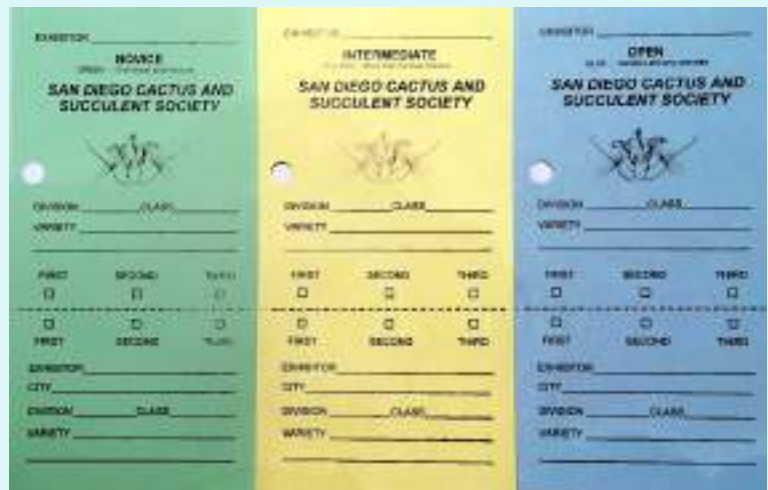 EXHIBITOR
NOVICE
SAN DIEGO CACTUS AND
SUCCULENT SOCIETY
DIVISION CLASS
VARIETY
FIRST SECOND THIRD
FIRST SECOND THIRD
EXHIBITOR
CITY
DIVISION CLASS
VARIETY
EXHIBITOR
INTERMEDIATE
SAN DIEGO CACTUS AND
SUCCULENT SOCIETY
DIVISION CLASS
VARIETY
FIRST SECOND THIRD
FIRST SECOND THIRD
EXHIBITOR
CITY
DIVISION CLASS
VARIETY
EXHIBITOR
OPEN
SAN DIEGO CACTUS AND
SUCCULENT SOCIETY
DIVISION CLASS
VARIETY
FIRST SECOND THIRD
FIRST SECOND THIRD
EXHIBITOR
CITY
DIVISION CLASS
VARIETY